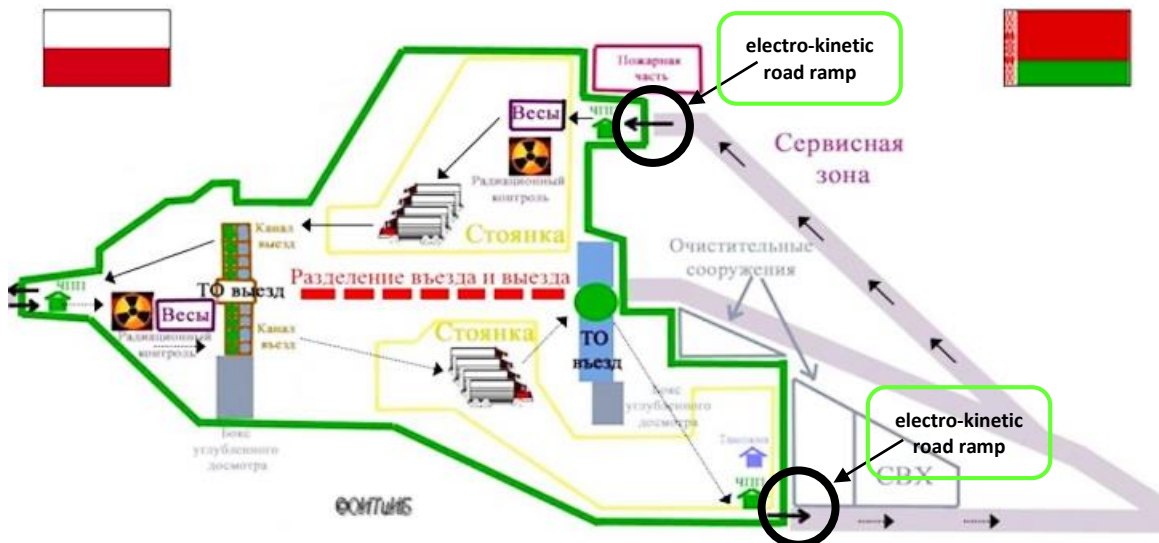 electro-kinetic
road ramp
Пожарная
часть
ЧПП
Весы
Радиационный
контроль
Сервисная
зона
Стоянка
Канал
выезд
Очистительные
сооружения
Разделение въезда и выезда
ЧПП
ТО выезд
Весы
Радиационный
контроль
Канал
въезд
Стоянка
ТО
въезд
Бокс
углубленного
досмотра
Бокс
углубленного
досмотра
Таможня
ЧПП
electro-kinetic
road ramp
СВХ